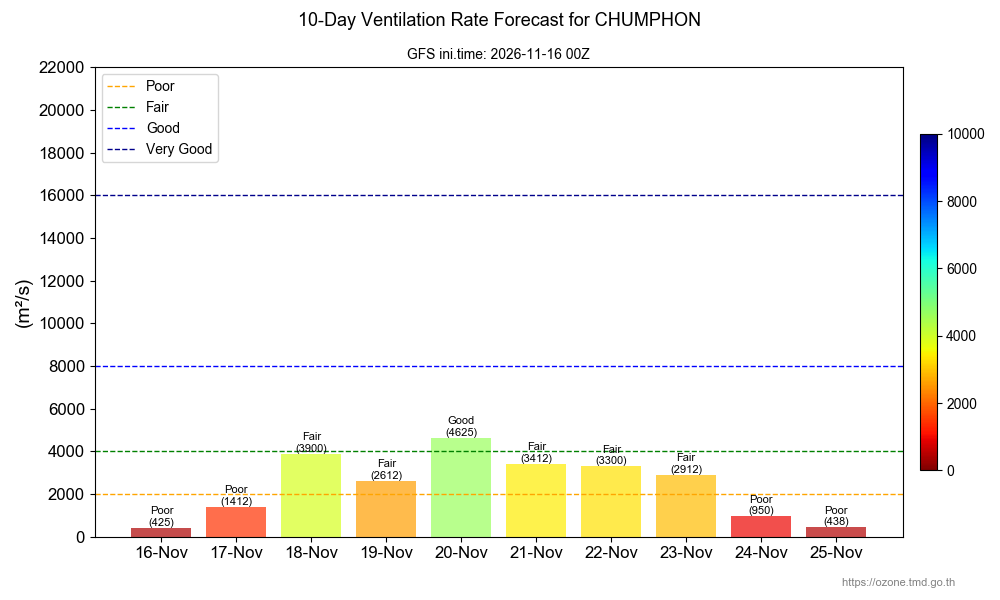 10-Day Ventilation Rate Forecast for CHUMPHON
GFS ini.time: 2026-11-16 00Z
22000
20000
18000
16000
14000
12000
10000
8000
6000
4000
2000
0
(m²/s)
Poor
Fair
Good
Very Good
Poor
(425)
Poor
(1412)
Fair
(3900)
Fair
(2612)
Good
(4625)
Fair
(3412)
Fair
(3300)
Fair
(2912)
Poor
(950)
Poor
(438)
16-Nov
17-Nov
18-Nov
19-Nov
20-Nov
21-Nov
22-Nov
23-Nov
24-Nov
25-Nov
10000
8000
6000
4000
2000
0
https://ozone.tmd.go.th